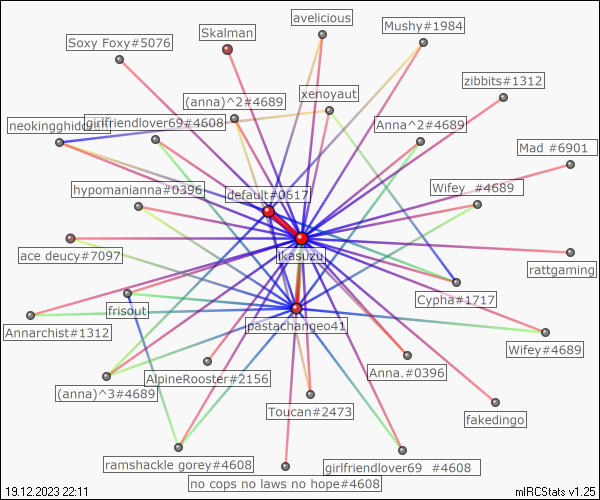 avelicious
Mushy#1984
Skalman
Soxy Foxy#5076
zibbits#1312
xenoyaut
(anna)^2#4689
girlfriendlover69#4608
Anna^2#4689
Mad #6901
hypomanianna#0396
default#0617
Wifey #4689
ikasuzu
ace deucy#7097
rattgaming
Cypha#1717
frisout
pastachangeo41
Annarchist#1312
Wifey#4689
AlpineRooster#2156
Anna.#0396
(anna)^3#4689
Toucan#2473
fakedingo
ramshackle gorey#4608
girlfriendlover69 #4608
no cops no laws no hope#4608
19.12.2023 22:11
mIRCStats v1.25